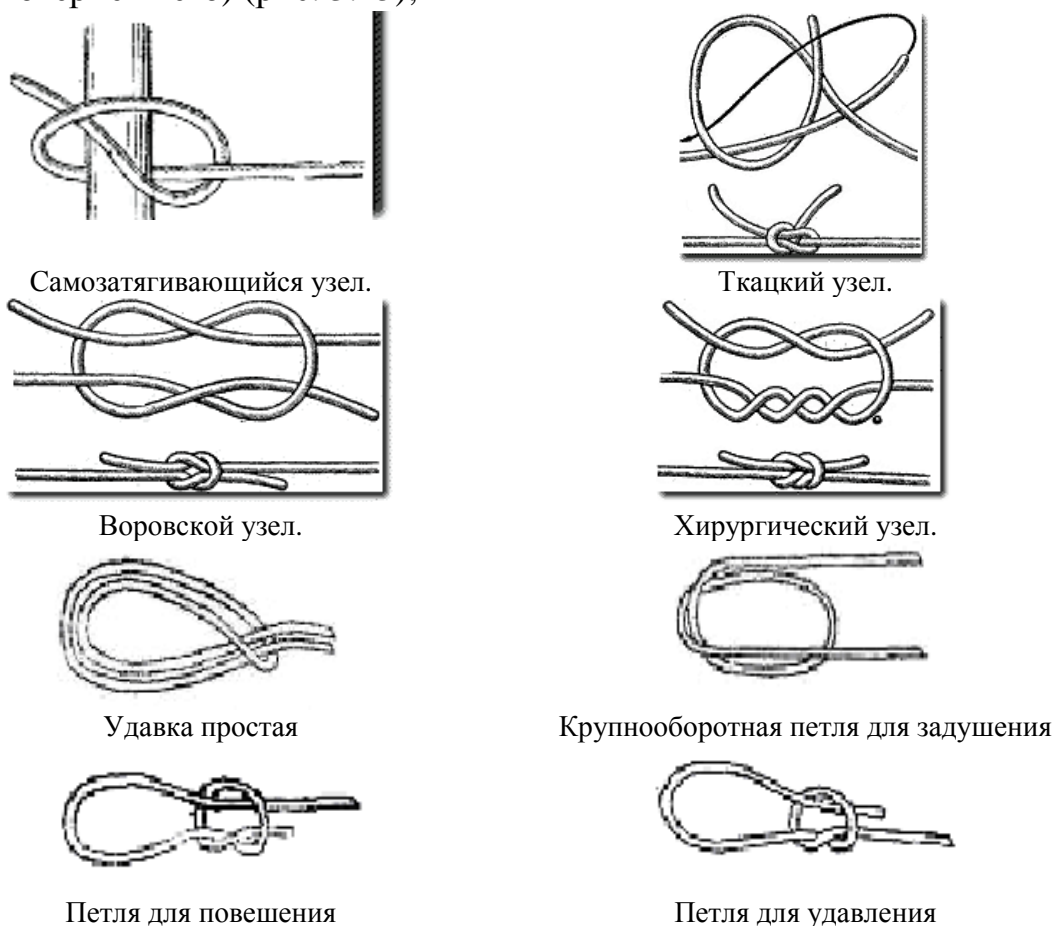 Самозатягивающийся узел.
Ткацкий узел.
Воровской узел.
Хирургический узел.
Удавка простая
Крупнооборотная петля для задушения
Петля для повешения
Петля для удавления